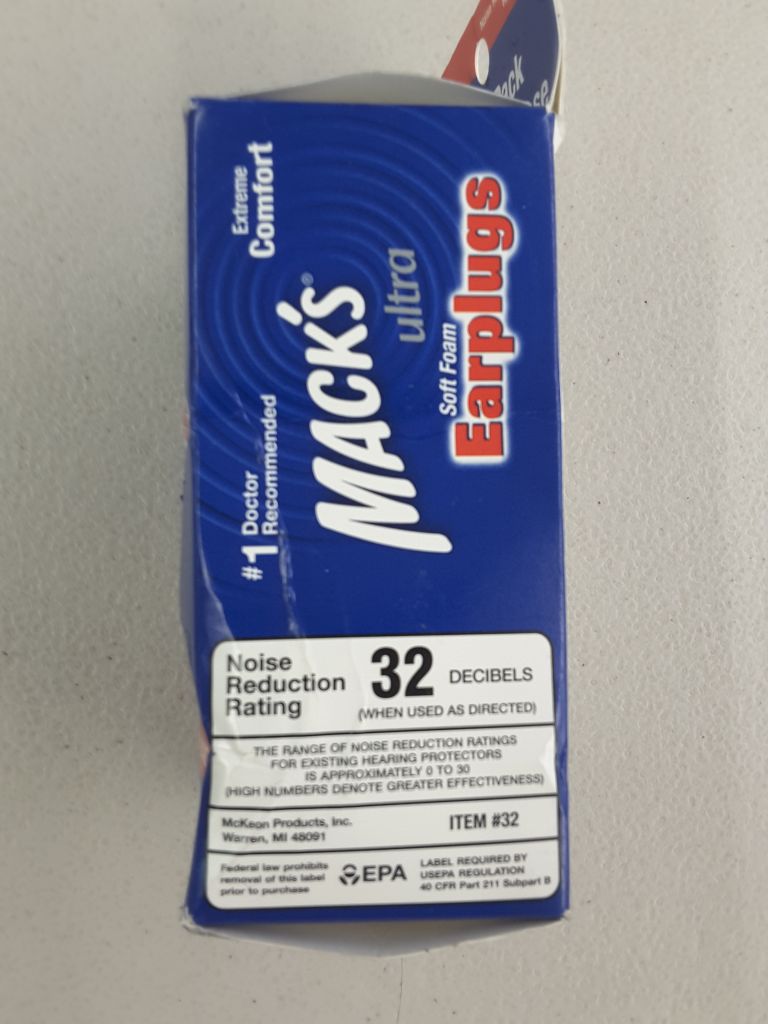 Extreme
Comfort
#1 Doctor
Recommended
MACK'S®
ultra
Soft Foam
Earplugs
Noise
Reduction
Rating
32 DECIBELS
(WHEN USED AS DIRECTED)
THE RANGE OF NOISE REDUCTION RATINGS
FOR EXISTING HEARING PROTECTORS
IS APPROXIMATELY 0 TO 30
(HIGH NUMBERS DENOTE GREATER EFFECTIVENESS)
McKeon Products, Inc.
Warren, MI 48091
ITEM #32
Federal law prohibits
removal of this label
prior to purchase
EPA
LABEL REQUIRED BY
USEPA REGULATION
40 CFR Part 211 Subpart B